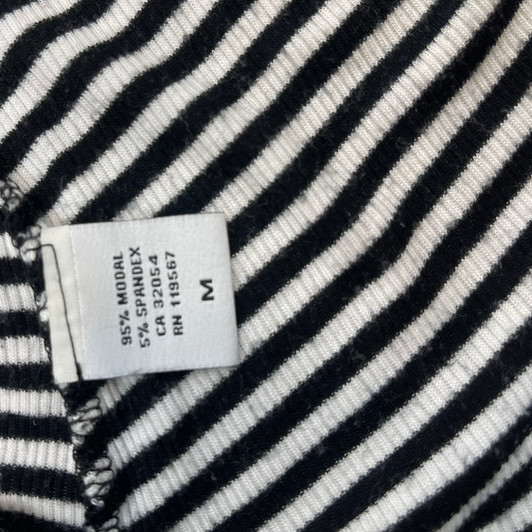 95% MODAL
5% SPANDEX
CA 32054
RN 119567
M